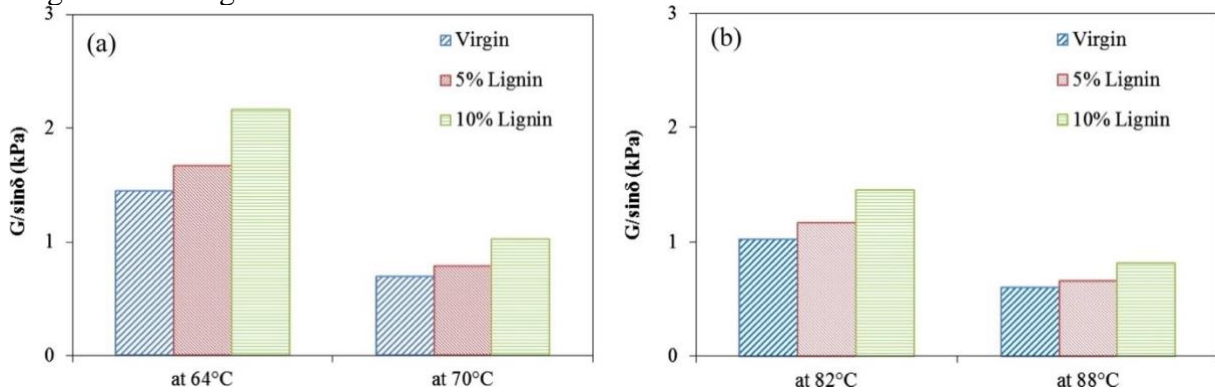 (a)
Virgin
5% Lignin
10% Lignin
G/sinδ (kPa)
3
2
1
0
at 64°C
at 70°C
(b)
Virgin
5% Lignin
10% Lignin
G/sinδ (kPa)
3
2
1
0
at 82°C
at 88°C